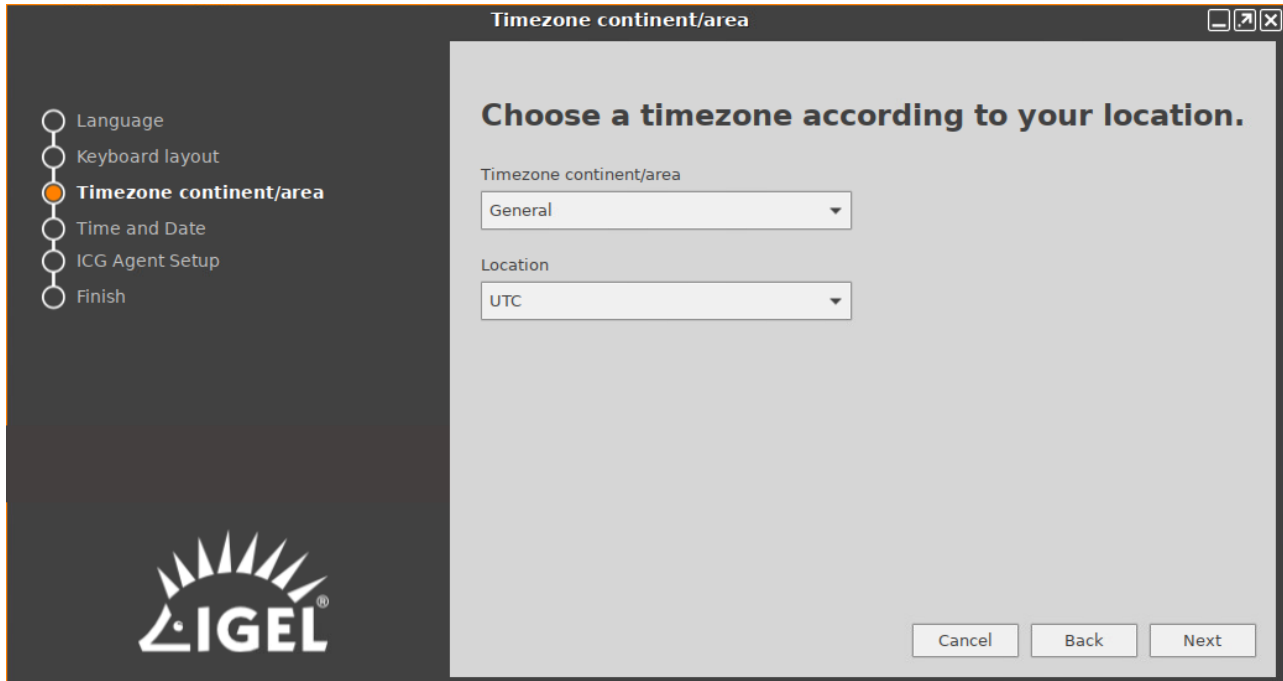 Timezone continent/area
Language
Keyboard layout
Timezone continent/area
Time and Date
ICG Agent Setup
Finish
IGEL®
Choose a timezone according to your location.
Timezone continent/area
General
Location
UTC
Cancel Back Next